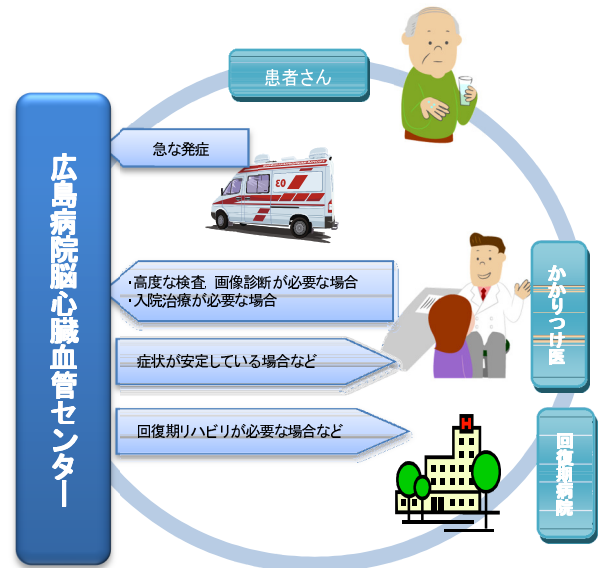 患者さん
急な発症
広島病院脳心臓血管センター
・高度な検査、画像診断が必要な場合
・入院治療が必要な場合
かかりつけ医
症状が安定している場合など
回復期リハビリが必要な場合など
H
回復期病院